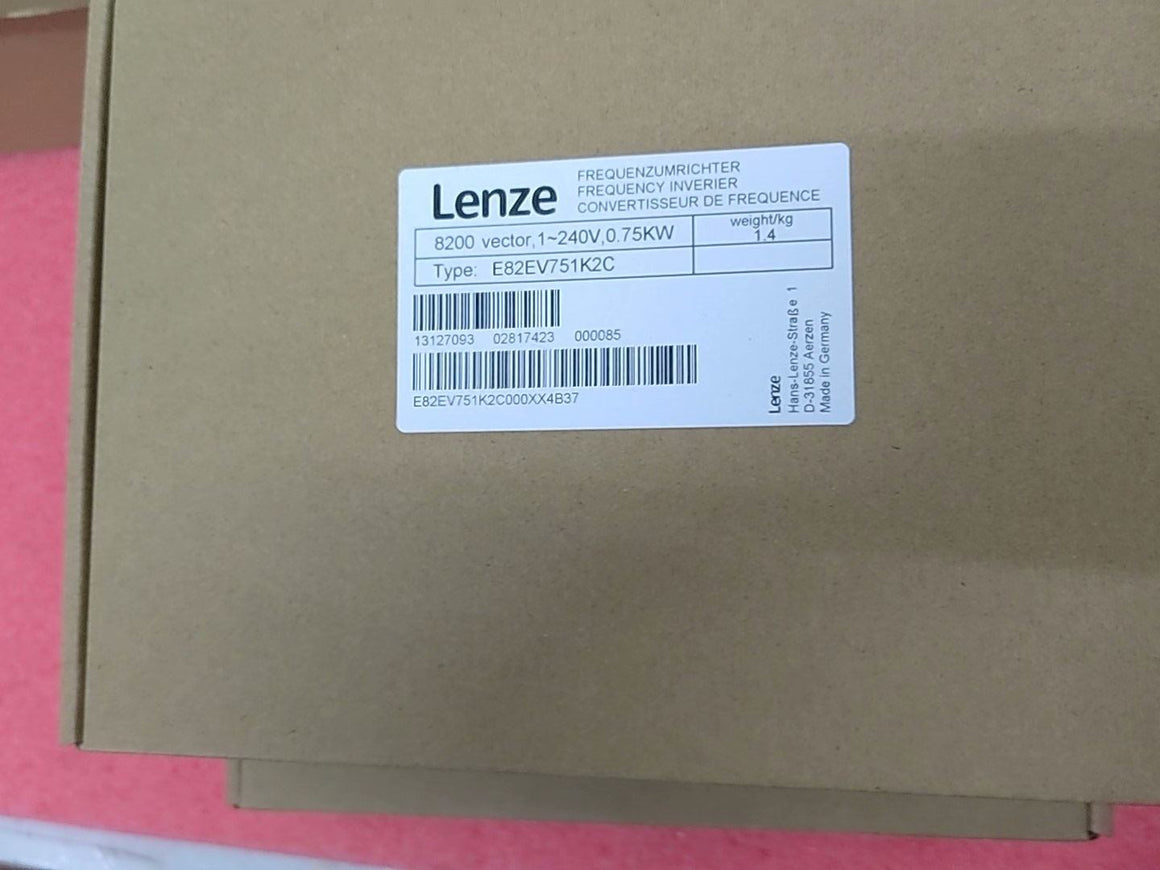 Lenze
FREQUENZUMRICHTER
FREQUENCY INVERIER
CONVERTISSEUR DE FREQUENCE
8200 vector,1~240V,0.75KW
weight/kg
1.4
Type: E82EV751K2C
13127093 02817423 000085
E82EV751K2C000XX4B37
Lenze
Hans-Lenze-Straße 1
D-31855 Aerzen
Made in Germany